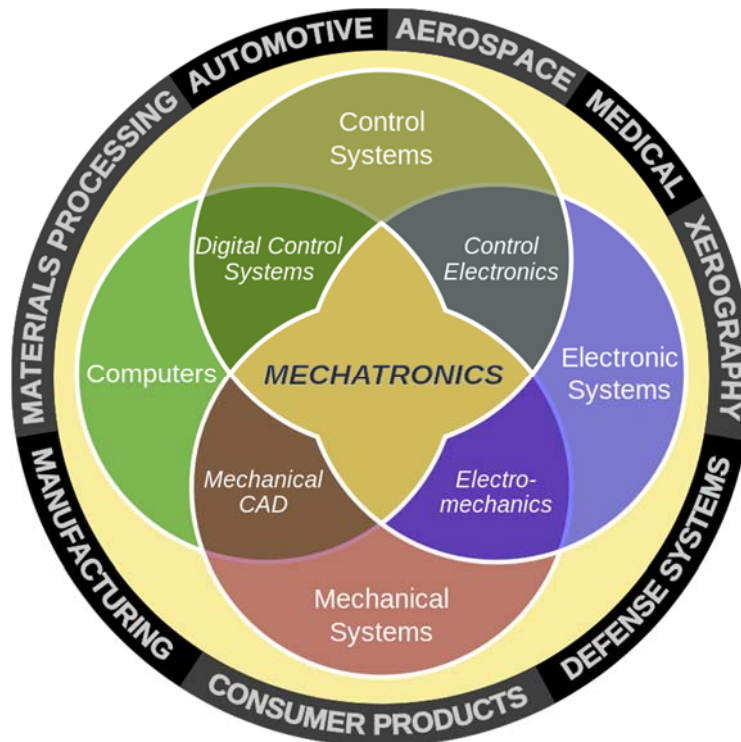 AUTOMOTIVE
AEROSPACE
MEDICAL
XEROGRAPHY
DEFENSE SYSTEMS
CONSUMER PRODUCTS
MANUFACTURING
MATERIALS PROCESSING
Control
Systems
Digital Control
Systems
Control
Electronics
Computers
MECHATRONICS
Electronic
Systems
Mechanical
CAD
Electro-
mechanics
Mechanical
Systems